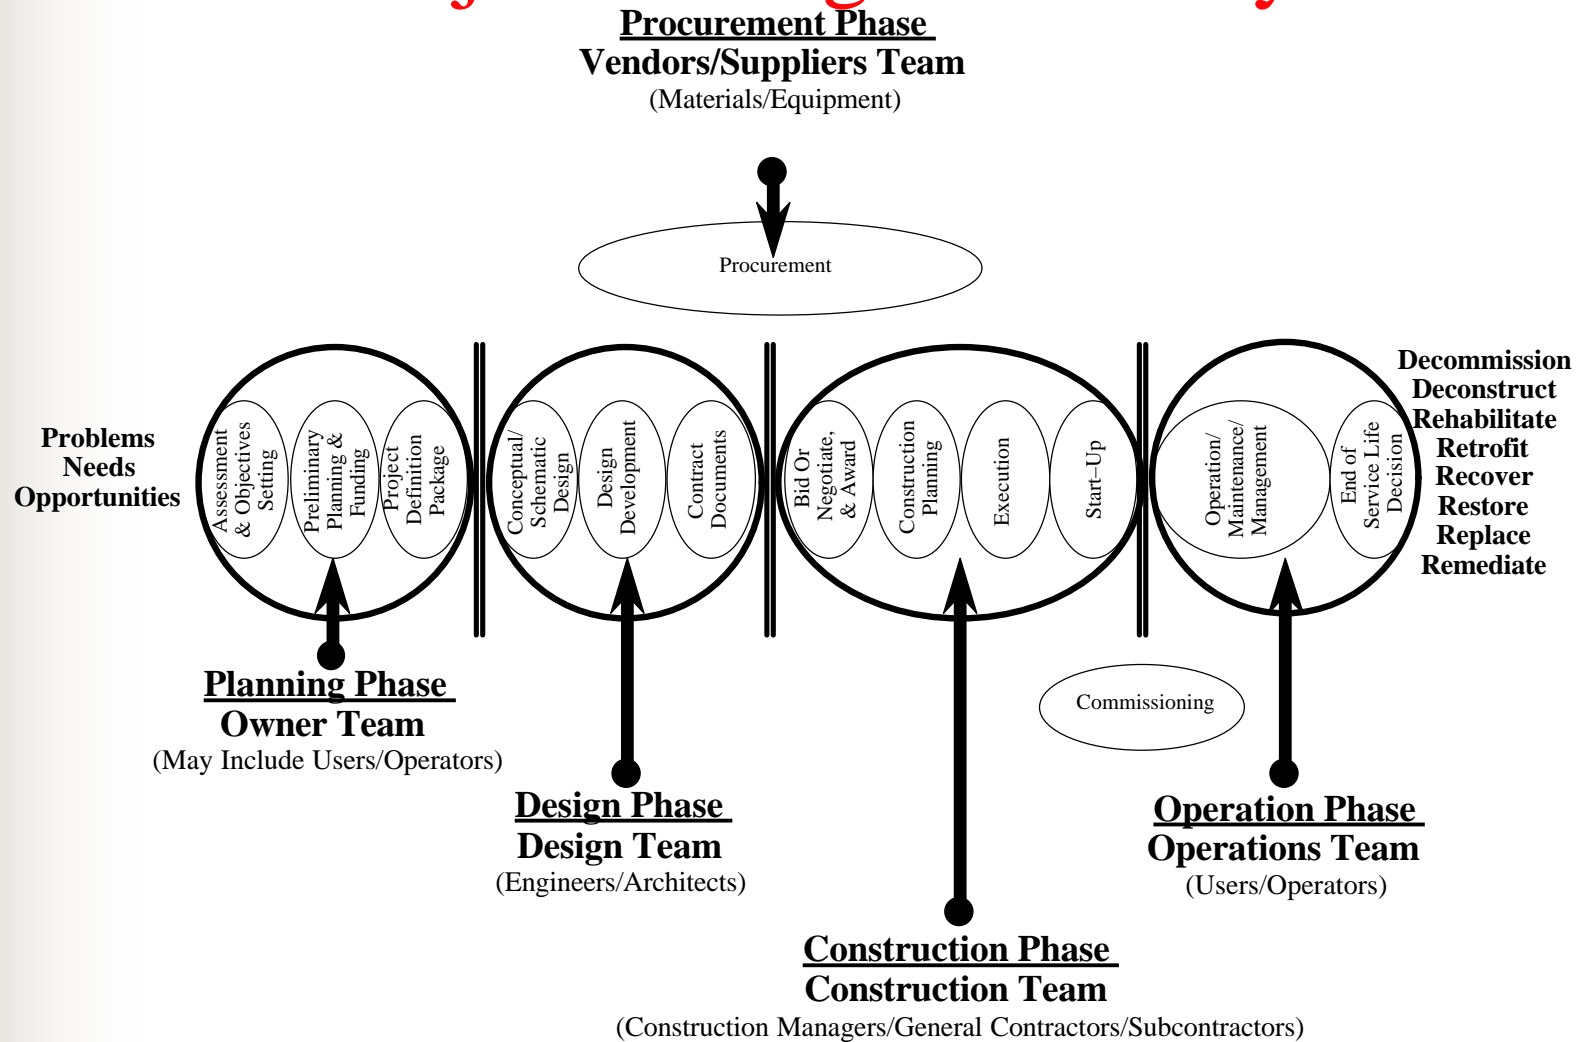 Procurement Phase
Vendors/Suppliers Team
(Materials/Equipment)
Procurement
Problems
Needs
Opportunities
Assessment
& Objectives
Setting
Preliminary
Planning &
Funding
Project
Definition
Package
Conceptual/
Schematic
Design
Design
Development
Contract
Documents
Bid Or
Negotiate,
& Award
Construction
Planning
Execution
Start–Up
Operation/
Maintenance/
Management
End of
Service Life
Decision
Decommission
Deconstruct
Rehabilitate
Retrofit
Recover
Restore
Replace
Remediate
Planning Phase
Owner Team
(May Include Users/Operators)
Commissioning
Design Phase
Design Team
(Engineers/Architects)
Operation Phase
Operations Team
(Users/Operators)
Construction Phase
Construction Team
(Construction Managers/General Contractors/Subcontractors)